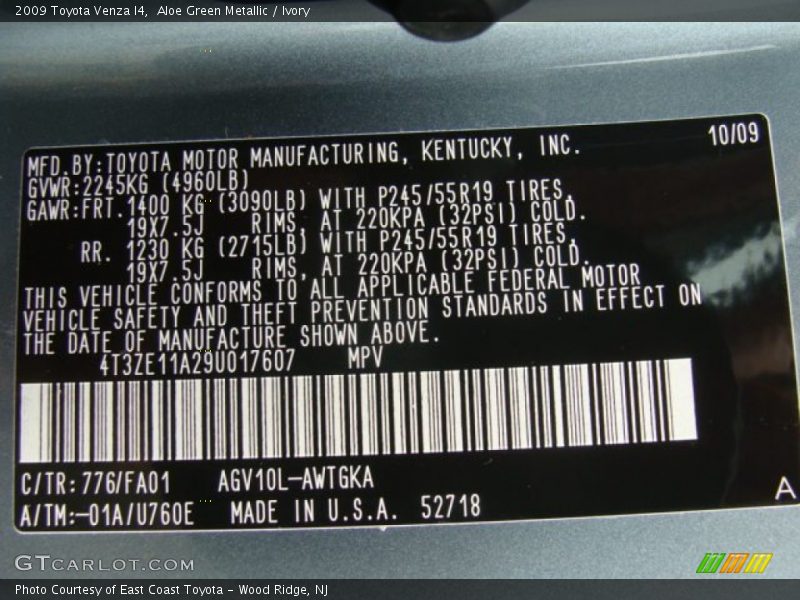 2009 Toyota Venza I4,  Aloe Green Metallic / Ivory
10/09
MFD.BY:TOYOTA MOTOR MANUFACTURING, KENTUCKY, INC.
GVWR:2245KG (4960LB)
GAWR:FRT.1400 KG (3090LB) WITH P245/55R19 TIRES,
19X7.5J RIMS, AT 220KPA (32PSI) COLD.
RR. 1230 KG (2715LB) WITH P245/55R19 TIRES,
19X7.5J RIMS, AT 220KPA (32PSI) COLD.
THIS VEHICLE CONFORMS TO ALL APPLICABLE FEDERAL MOTOR
VEHICLE SAFETY AND THEFT PREVENTION STANDARDS IN EFFECT ON
THE DATE OF MANUFACTURE SHOWN ABOVE.
4T3ZE11A29U017607 MPV
C/TR:776/FA01 AGV10L-AWTGKA
A/TM:-01A/U760E MADE IN U.S.A. 52718
A
GTCARLOT.COM
Photo Courtesy of East Coast Toyota - Wood Ridge, NJ